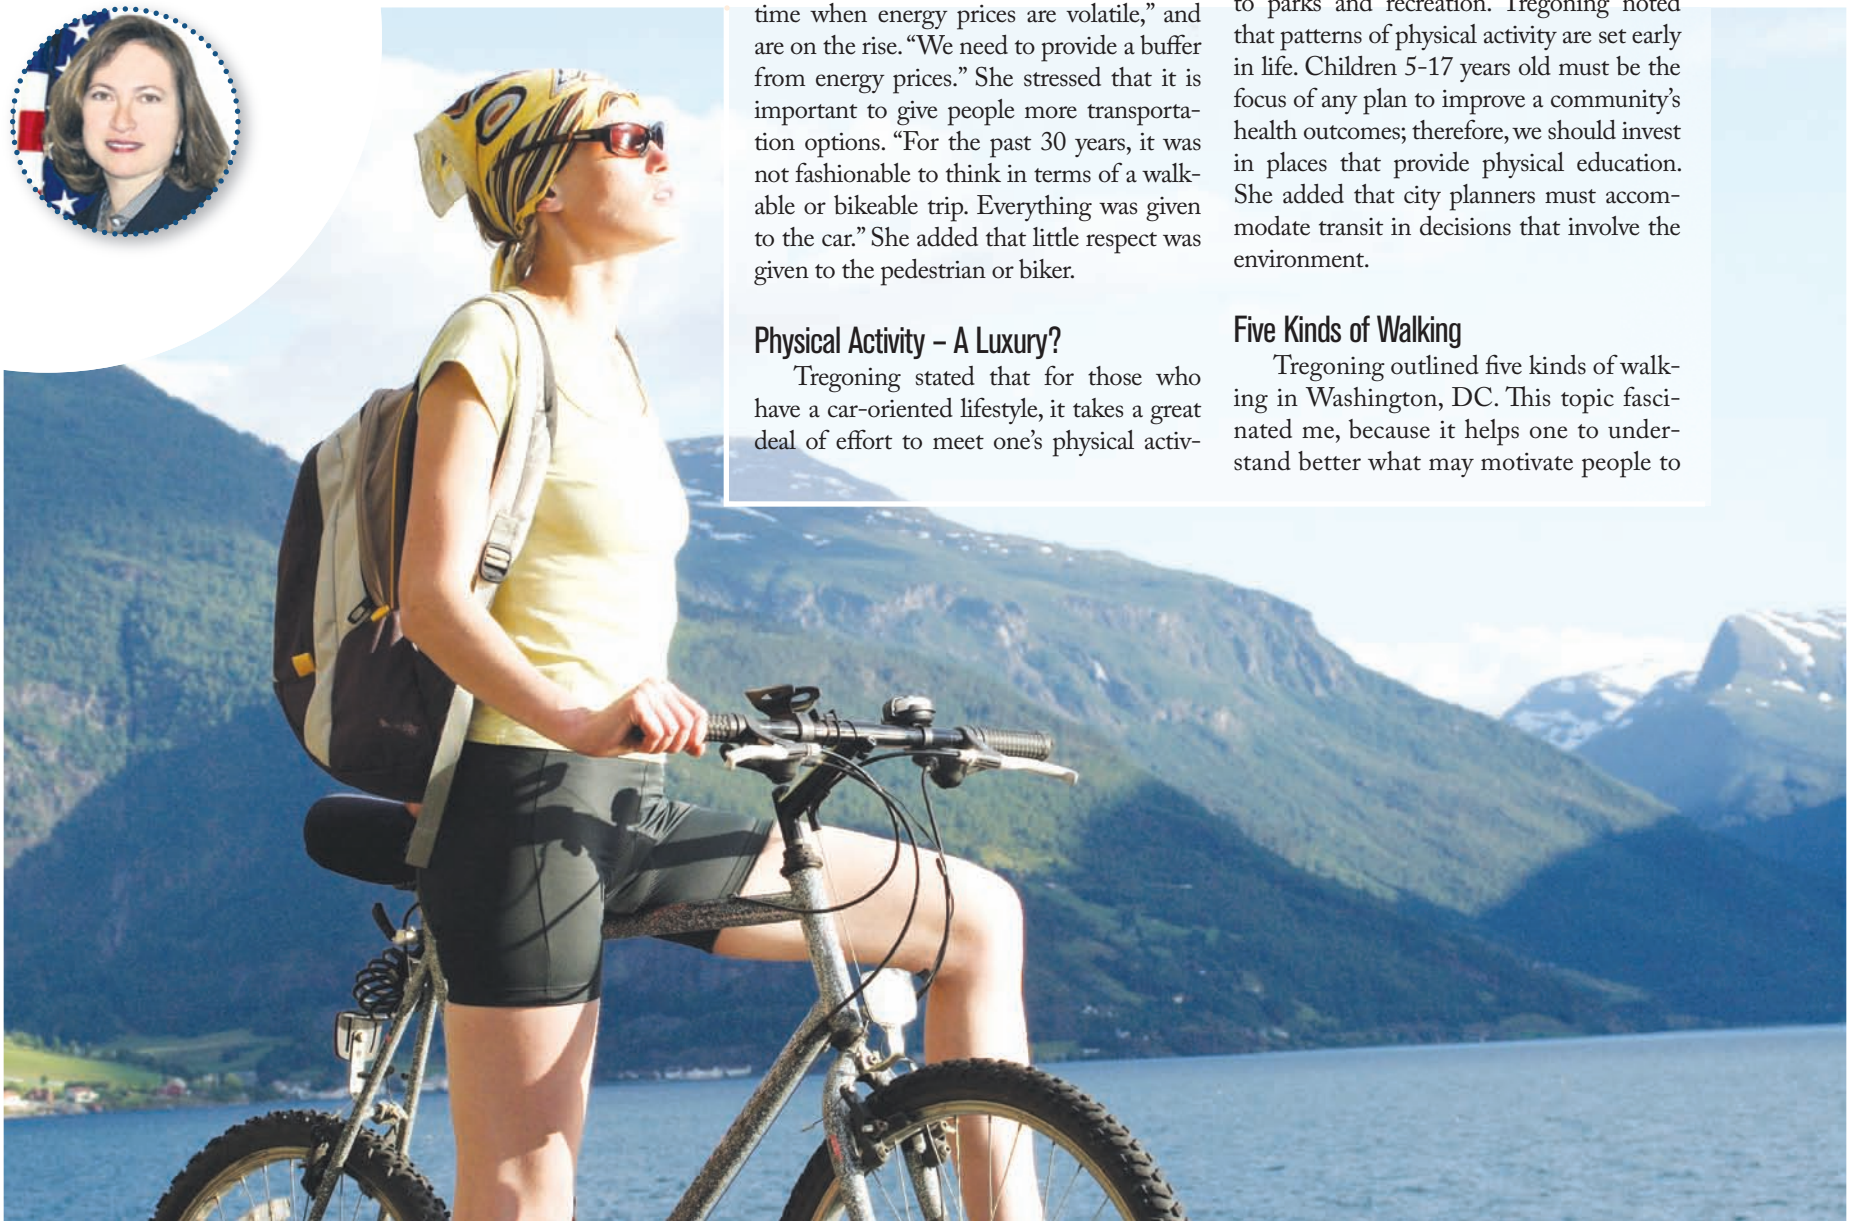 time when energy prices are volatile,” and
are on the rise. “We need to provide a buffer
from energy prices.” She stressed that it is
important to give people more transporta-
tion options. “For the past 30 years, it was
not fashionable to think in terms of a walk-
able or bikeable trip. Everything was given
to the car.” She added that little respect was
given to the pedestrian or biker.
Physical Activity – A Luxury?
Tregoning stated that for those who
have a car-oriented lifestyle, it takes a great
deal of effort to meet one’s physical activ-
to parks and recreation. Tregoning noted
that patterns of physical activity are set early
in life. Children 5-17 years old must be the
focus of any plan to improve a community’s
health outcomes; therefore, we should invest
in places that provide physical education.
She added that city planners must accom-
modate transit in decisions that involve the
environment.
Five Kinds of Walking
Tregoning outlined five kinds of walk-
ing in Washington, DC. This topic fasci-
nated me, because it helps one to under-
stand better what may motivate people to